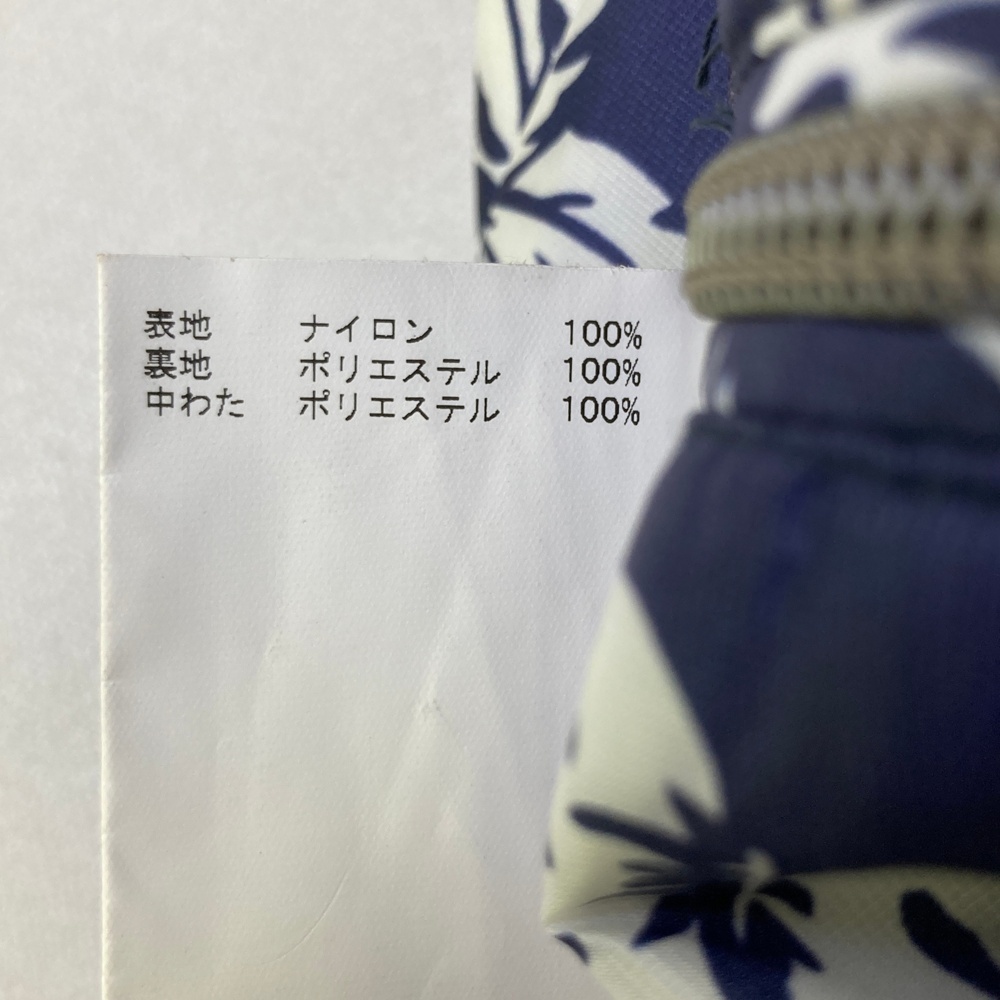 表地 ナイロン 100%
裏地 ポリエステル 100%
中わた ポリエステル 100%